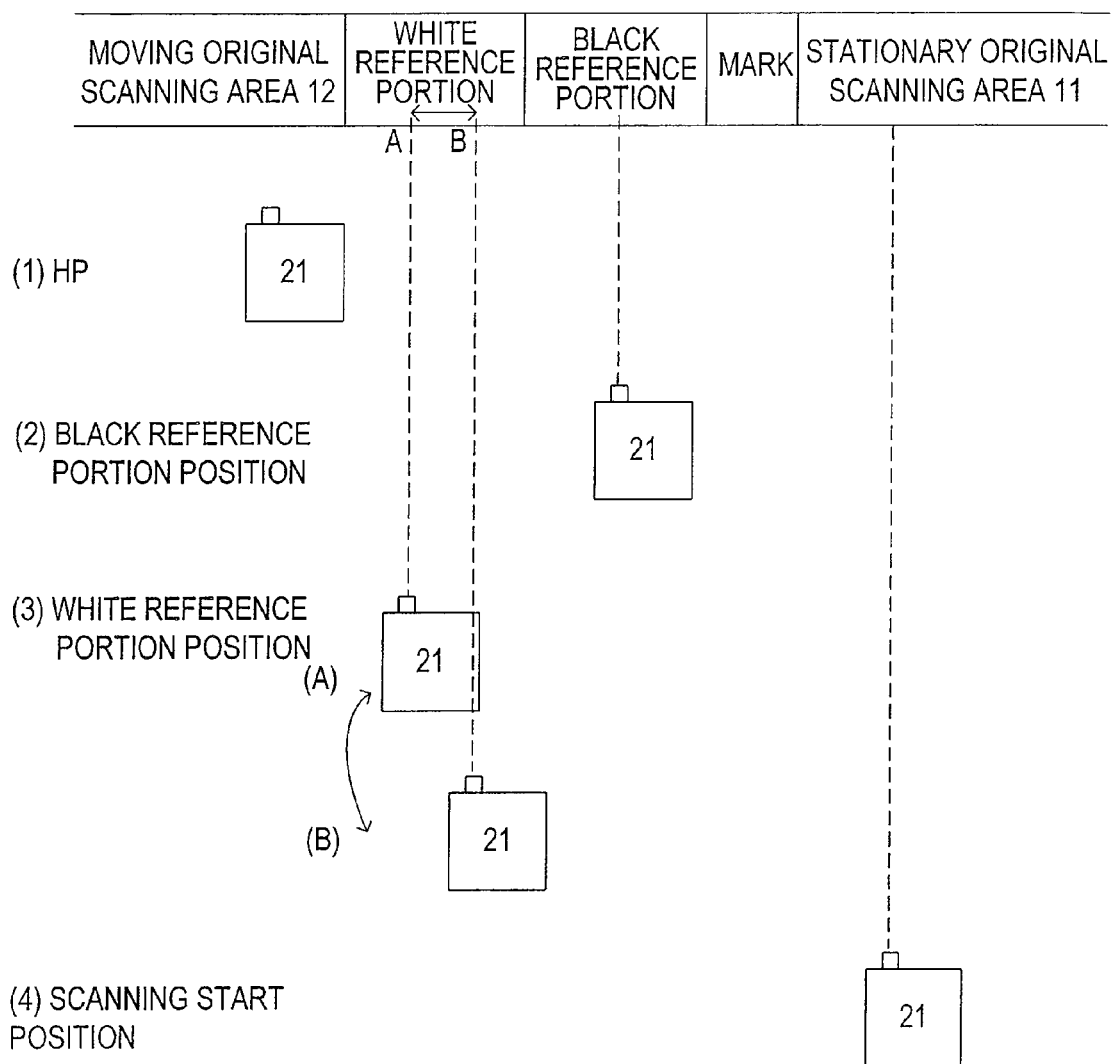 MOVING ORIGINAL
SCANNING AREA 12
WHITE
REFERENCE
PORTION
BLACK
REFERENCE
PORTION
MARK
STATIONARY ORIGINAL
SCANNING AREA 11
A
B
(1) HP
21
(2) BLACK REFERENCE
PORTION POSITION
21
(3) WHITE REFERENCE
PORTION POSITION
(A)
21
(B)
21
(4) SCANNING START
POSITION
21